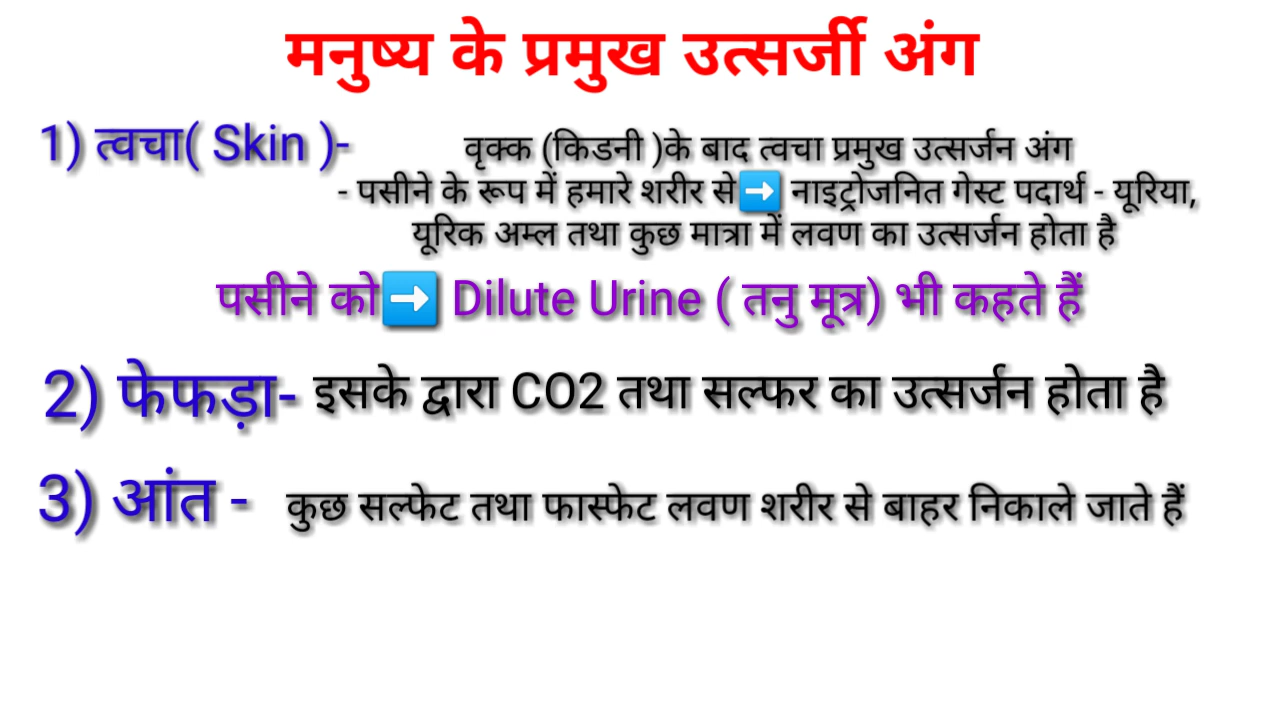 मनुष्य के प्रमुख उत्सर्जी अंग
1) त्वचा( Skin )- वृक्क (किडनी )के बाद त्वचा प्रमुख उत्सर्जन अंग
- पसीने के रूप में हमारे शरीर से➡️ नाइट्रोजनित गेस्ट पदार्थ - यूरिया,
यूरिक अम्ल तथा कुछ मात्रा में लवण का उत्सर्जन होता है
पसीने को➡️ Dilute Urine ( तनु मूत्र) भी कहते हैं
2) फेफड़ा- इसके द्वारा CO2 तथा सल्फर का उत्सर्जन होता है
3) आंत - कुछ सल्फेट तथा फास्फेट लवण शरीर से बाहर निकाले जाते हैं